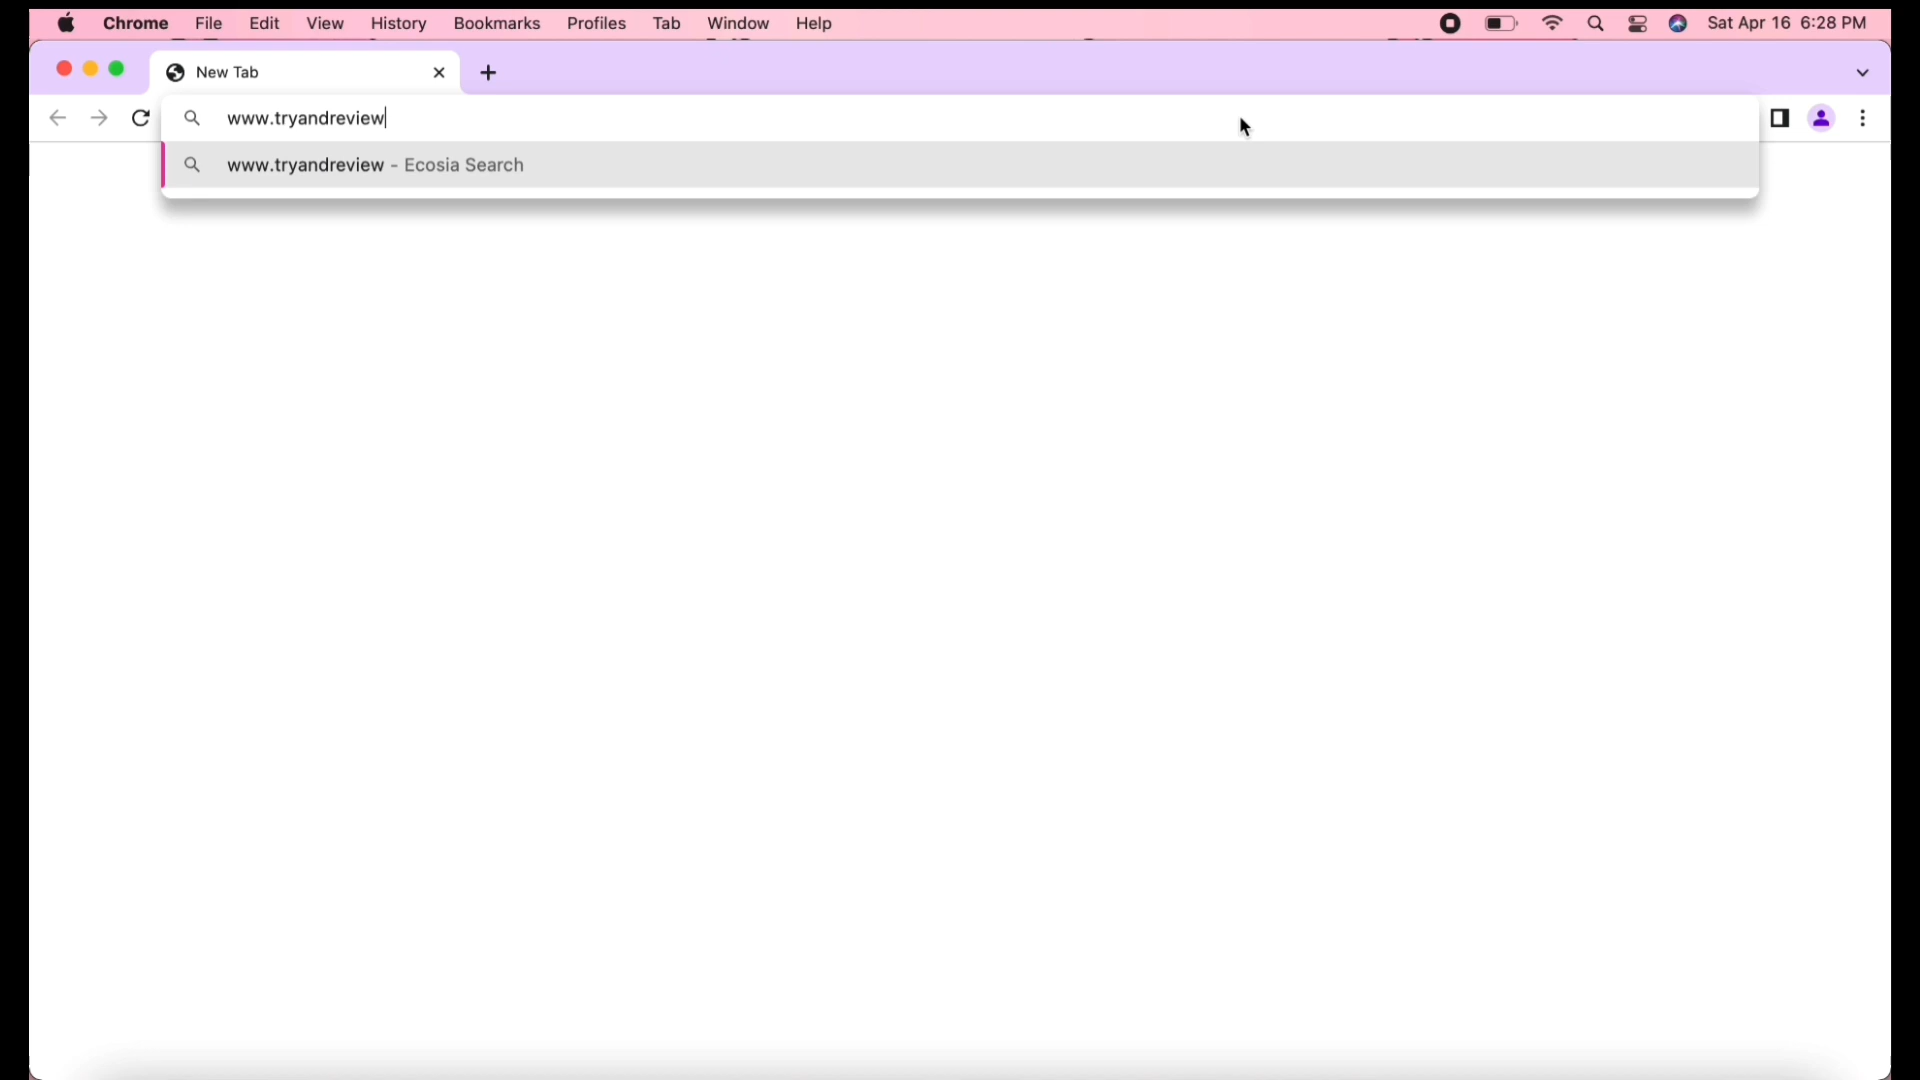 Chrome File Edit View History Bookmarks Profiles Tab Window Help Sat Apr 16 6:28 PM
New Tab
www.tryandreview
www.tryandreview - Ecosia Search